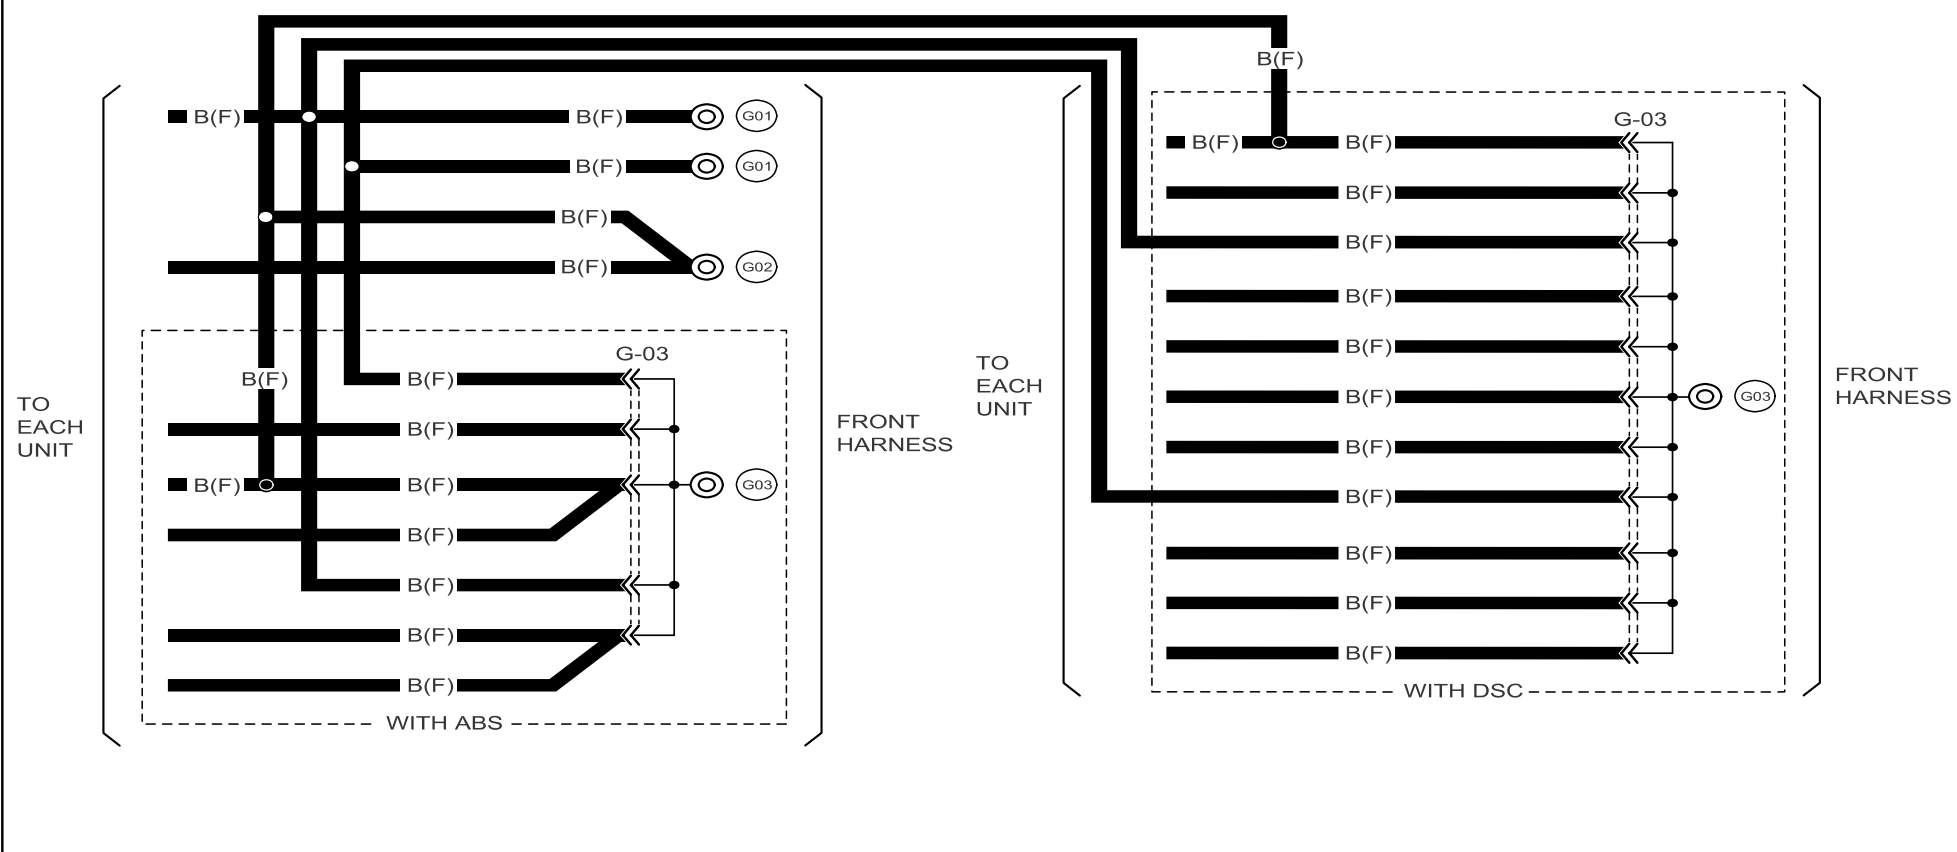 B(F)
B(F) B(F) G01
B(F) G01
B(F)
B(F) G02
G-03
B(F) B(F)
B(F)
B(F) B(F) G03
B(F)
B(F)
B(F)
B(F)
WITH ABS
TO
EACH
UNIT
FRONT
HARNESS
TO
EACH
UNIT
G-03
B(F) B(F)
B(F)
B(F)
B(F)
B(F)
B(F) G03
B(F)
B(F)
B(F)
B(F)
B(F)
WITH DSC
FRONT
HARNESS